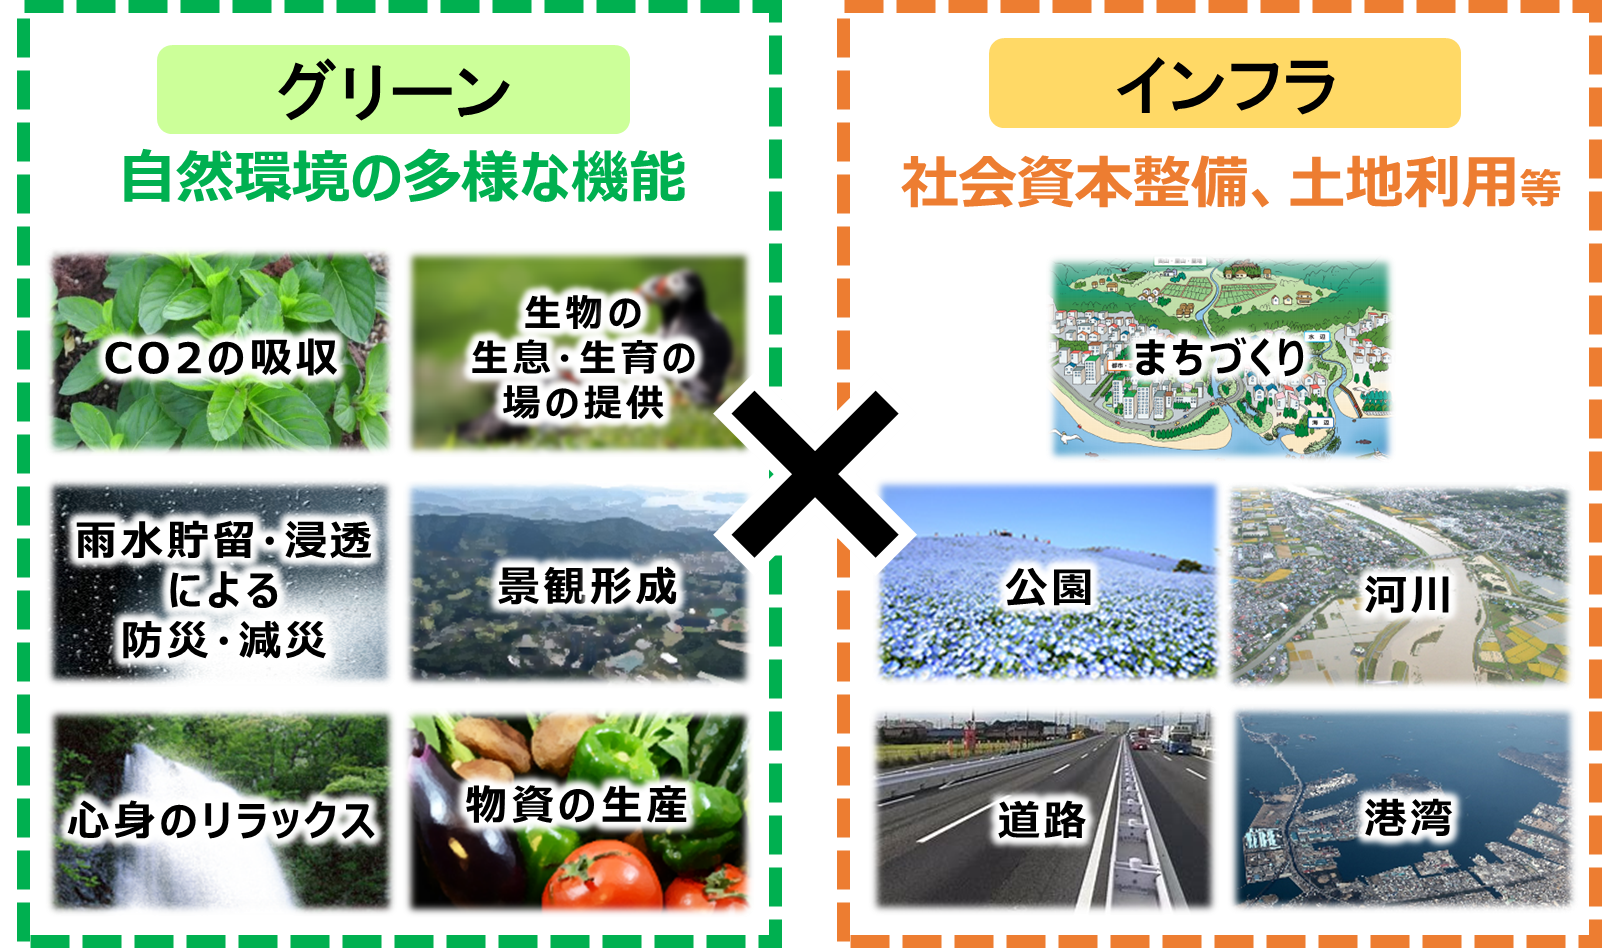 グリーン
自然環境の多様な機能
CO2の吸収
生物の
生息・生育の
場の提供
雨水貯留・浸透
による
防災・減災
景観形成
心身のリラックス
物資の生産
インフラ
社会資本整備、土地利用等
まちづくり
水辺
海辺
公園
河川
道路
港湾